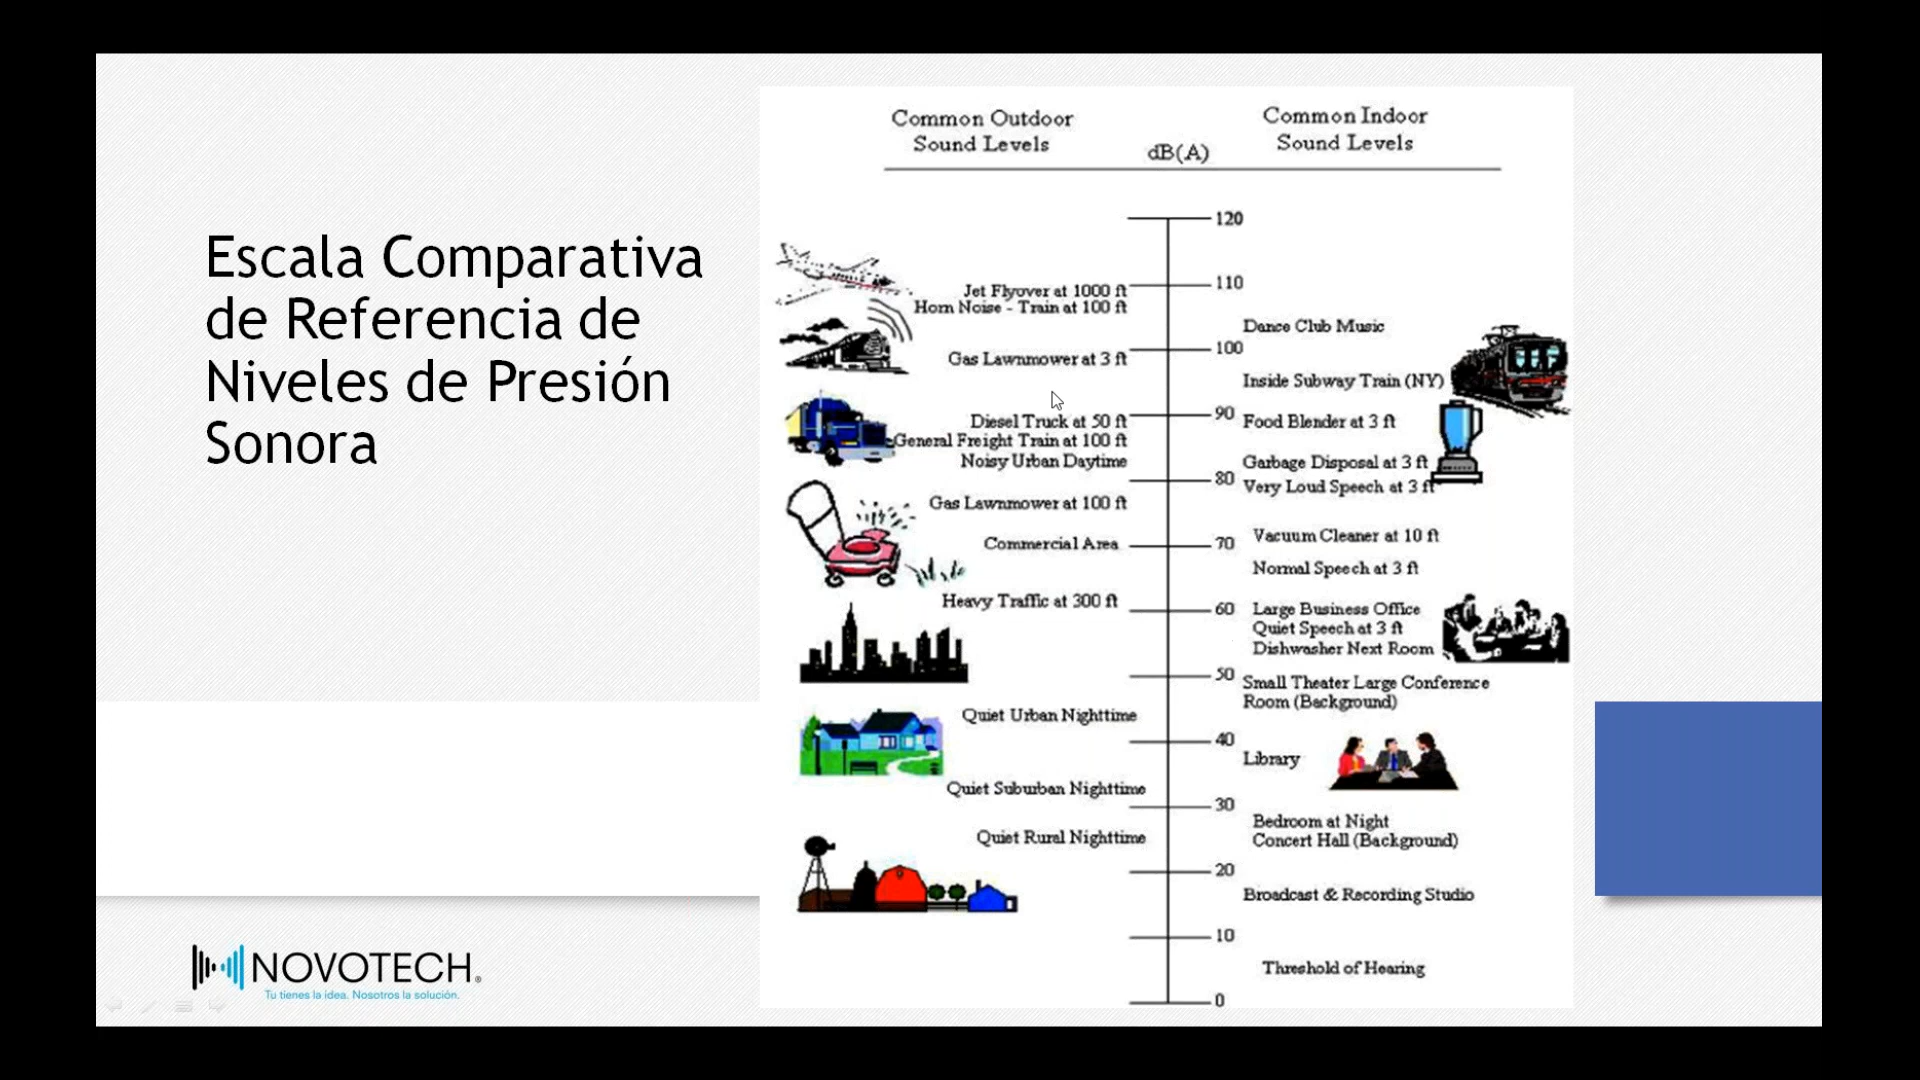 Escala Comparativa
de Referencia de
Niveles de Presión
Sonora
Common Outdoor
Sound Levels
dB(A)
Common Indoor
Sound Levels
120
110
100
90
80
70
60
50
40
30
20
10
0
Jet Flyover at 1000 ft
Horn Noise - Train at 100 ft
Gas Lawnmower at 3 ft
Diesel Truck at 50 ft
General Freight Train at 100 ft
Noisy Urban Daytime
Gas Lawnmower at 100 ft
Commercial Area
Heavy Traffic at 300 ft
Quiet Urban Nighttime
Quiet Suburban Nighttime
Quiet Rural Nighttime
Dance Club Music
Inside Subway Train (NY)
Food Blender at 3 ft
Garbage Disposal at 3 ft
Very Loud Speech at 3 ft
Vacuum Cleaner at 10 ft
Normal Speech at 3 ft
Large Business Office
Quiet Speech at 3 ft
Dishwasher Next Room
Small Theater Large Conference
Room (Background)
Library
Bedroom at Night
Concert Hall (Background)
Broadcast & Recording Studio
Threshold of Hearing
NOVOTECH®
Tu tienes la idea. Nosotros la solución.